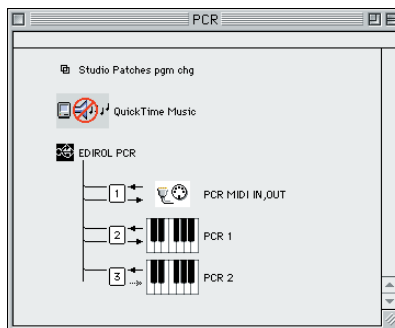 PCR
Studio Patches pgm chg
QuickTime Music
EDIROL PCR
1 PCR MIDI IN,OUT
2 PCR 1
3 PCR 2